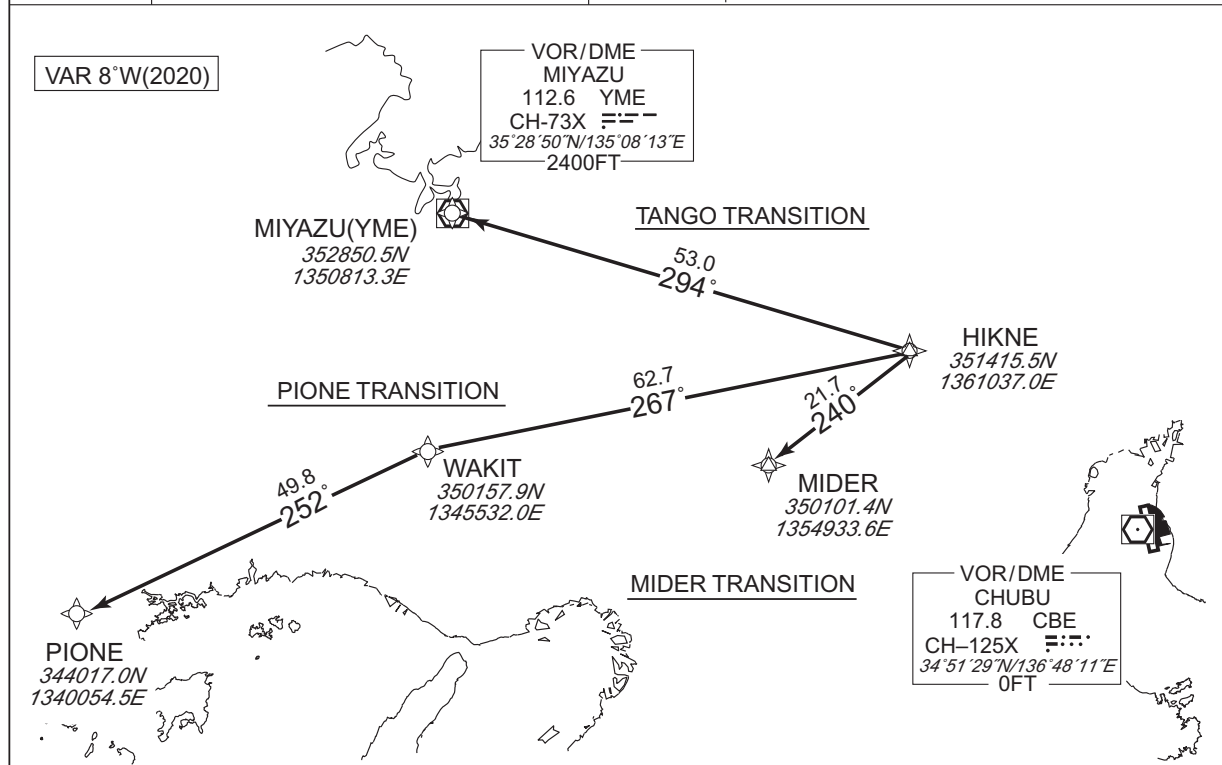 VAR 8°W(2020)
VOR/DME
MIYAZU
112.6 YME
CH-73X
35°28´50˝N/135°08´13˝E
2400FT
TANGO TRANSITION
MIYAZU(YME)
352850.5N
1350813.3E
53.0
294°
HIKNE
351415.5N
1361037.0E
PIONE TRANSITION
62.7
267°
21.7
240°
WAKIT
350157.9N
1345532.0E
MIDER
350101.4N
1354933.6E
49.8
252°
MIDER TRANSITION
VOR/DME
CHUBU
117.8 CBE
CH–125X
34°51´29˝N/136°48´11˝E
0FT
PIONE
344017.0N
1340054.5E